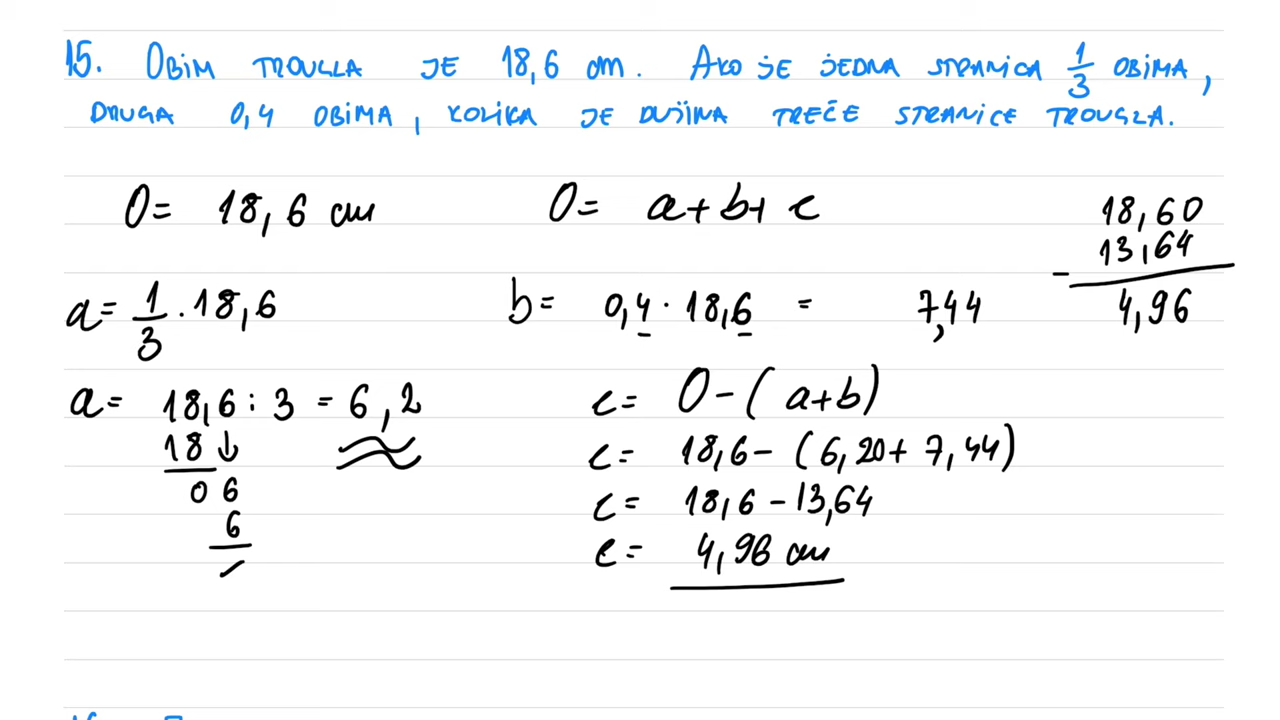 15. OBIM TROUGLA JE 18,6 cm. AKO JE JEDNA STRANICA 1/3 OBIMA,
DRUGA 0,4 OBIMA, KOLIKA JE DUŽINA TREĆE STRANICE TROUGLA.
O= 18,6 cm
O= a+b+c
18,60
- 13,64
4,96
a= 1/3 . 18,6
b= 0,4 · 18,6 = 7,44
a= 18,6 : 3 = 6,2
18 ↓
06
6
c= O-(a+b)
c= 18,6-(6,20+7,44)
c= 18,6-13,64
c= 4,96 cm